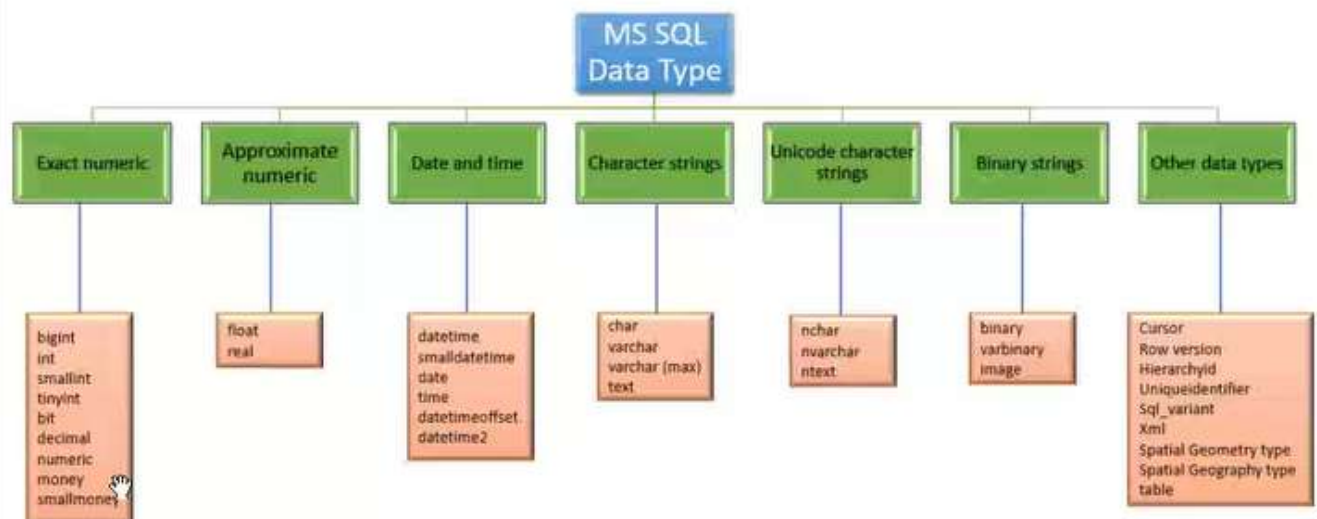 MS SQL
Data Type
Exact numeric
Approximate
numeric
Date and time
Character strings
Unicode character
strings
Binary strings
Other data types
bigint
int
smallint
tinyint
bit
decimal
numeric
money
smallmoney
float
real
datetime
smalldatetime
date
time
datetimeoffset.
datetime2
char
varchar
varchar (max)
text
nchar
nvarchar
ntext
binary
varbinary
image
Cursor
Row version
Hierarchyid
Uniqueidentifier
Sql_variant
Xml
Spatial Geometry type
Spatial Geography type
table